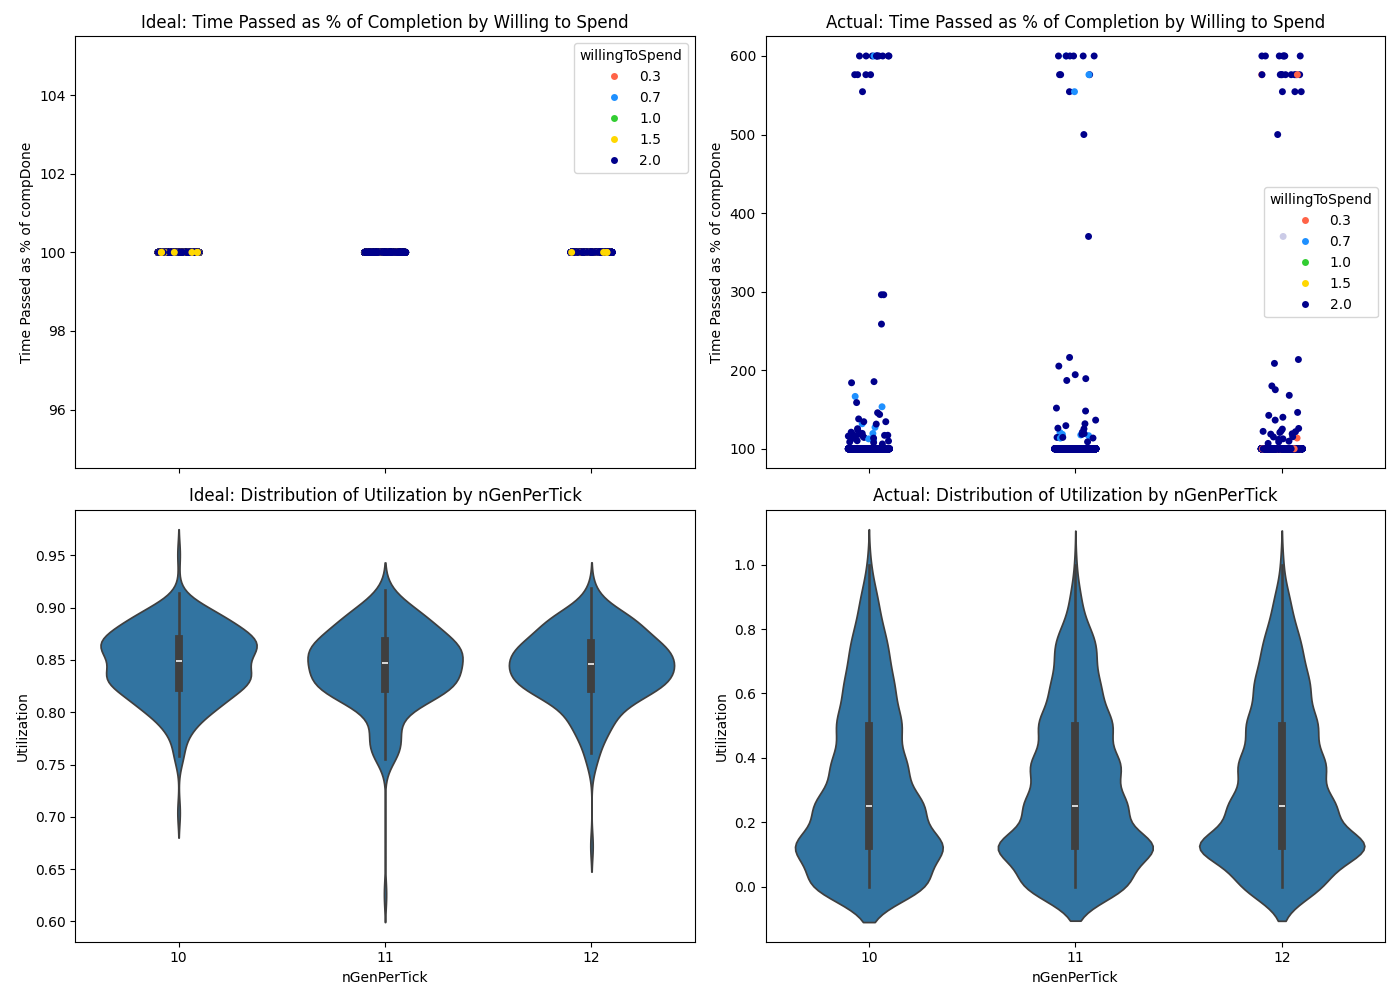 Ideal: Time Passed as % of Completion by Willing to Spend
Time Passed as % of compDone
104
102
100
98
96
willingToSpend
0.3
0.7
1.0
1.5
2.0
Actual: Time Passed as % of Completion by Willing to Spend
Time Passed as % of compDone
600
500
400
300
200
100
willingToSpend
0.3
0.7
1.0
1.5
2.0
Ideal: Distribution of Utilization by nGenPerTick
Utilization
0.95
0.90
0.85
0.80
0.75
0.70
0.65
0.60
10 11 12
nGenPerTick
Actual: Distribution of Utilization by nGenPerTick
Utilization
1.0
0.8
0.6
0.4
0.2
0.0
10 11 12
nGenPerTick